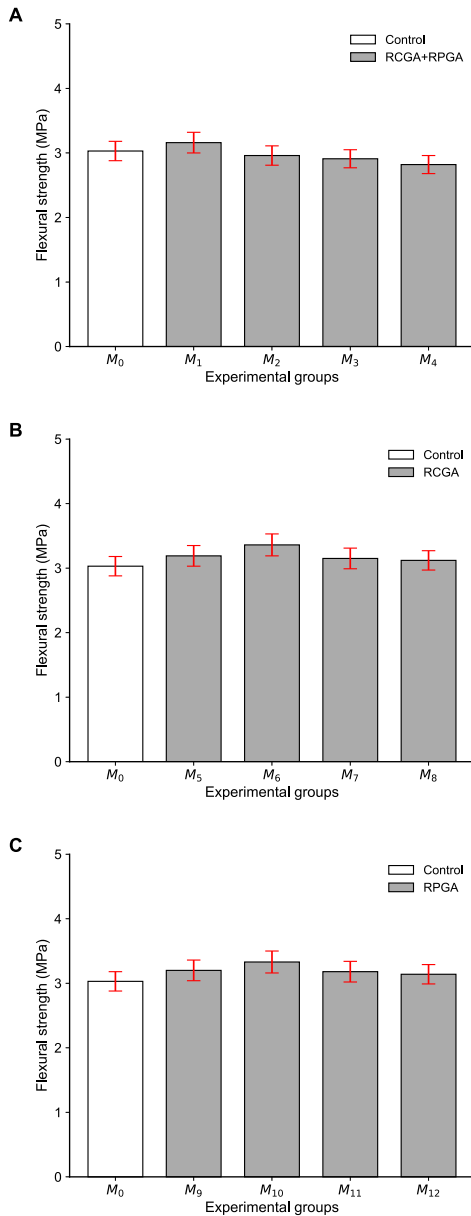 A
Control
RCGA+RPGA
5
4
3
2
1
0
Flexural strength (MPa)
M₀ M₁ M₂ M₃ M₄
Experimental groups
B
Control
RCGA
5
4
3
2
1
0
Flexural strength (MPa)
M₀ M₅ M₆ M₇ M₈
Experimental groups
C
Control
RPGA
5
4
3
2
1
0
Flexural strength (MPa)
M₀ M₉ M₁₀ M₁₁ M₁₂
Experimental groups